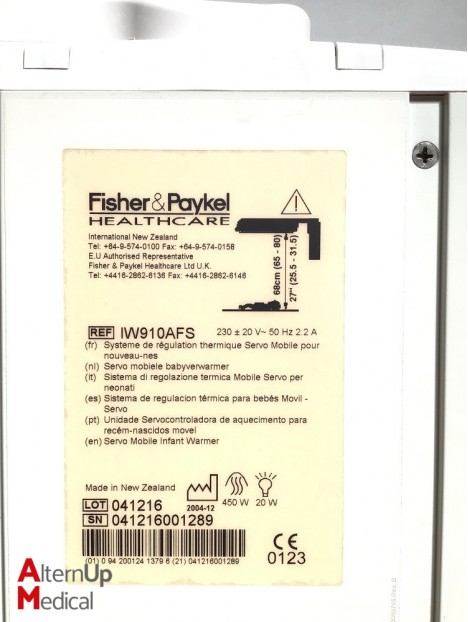 Fisher&Paykel
HEALTHCARE
International New Zealand
Tel: +64-9-574-0100 Fax: +64-9-574-0158
E.U Authorised Representative
Fisher & Paykel Healthcare Ltd U.K.
Tel: +4416-2862-6136 Fax: +4416-2862-6146
68cm (65 - 80)
27" (25.5 - 31.5)
REF IW910AFS 230 ± 20 V~ 50 Hz 2.2 A
(fr) Systeme de régulation thermique Servo Mobile pour
nouveau-nes
(nl) Servo mobiele babyverwarmer
(it) Sistema di regolazione termica Mobile Servo per
neonati
(es) Sistema de regulacion térmica para bebés Movil -
Servo
(pt) Unidade Servocontroladora de aquecimento para
recém-nascidos movel
(en) Servo Mobile Infant Warmer
Made in New Zealand
LOT 041216
2004-12
450 W 20 W
SN 041216001289
(01) 0 94 200124 1379 6 (21) 041216001289
CE
0123
AlternUp
Medical